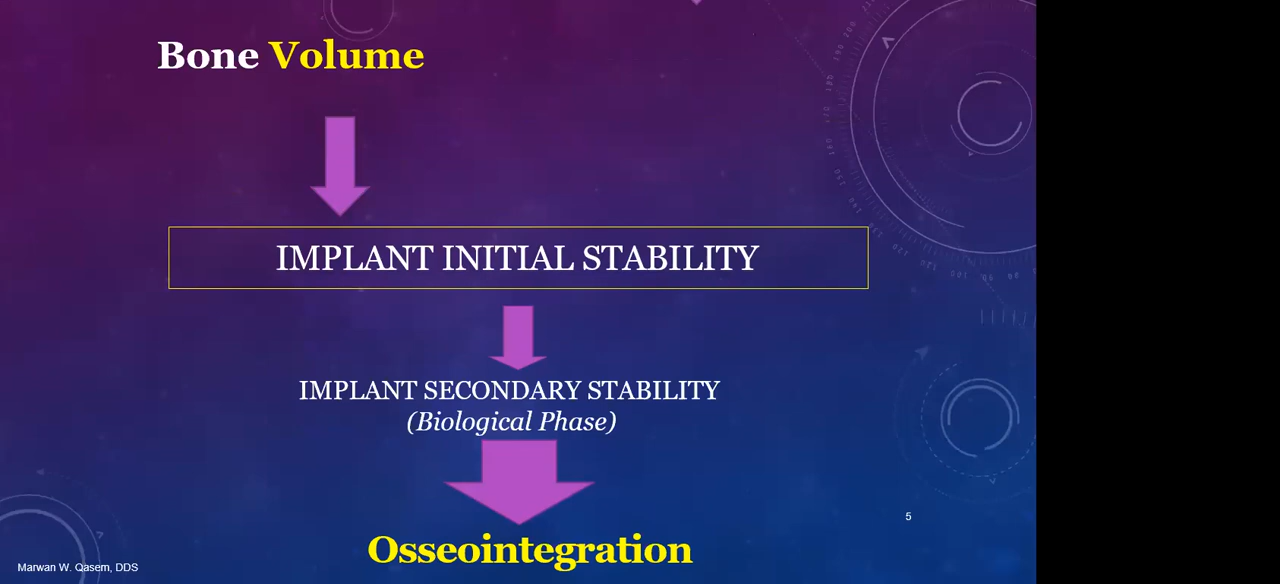 Bone Volume
IMPLANT INITIAL STABILITY
IMPLANT SECONDARY STABILITY
(Biological Phase)
Osseointegration
5
Marwan W. Qasem, DDS